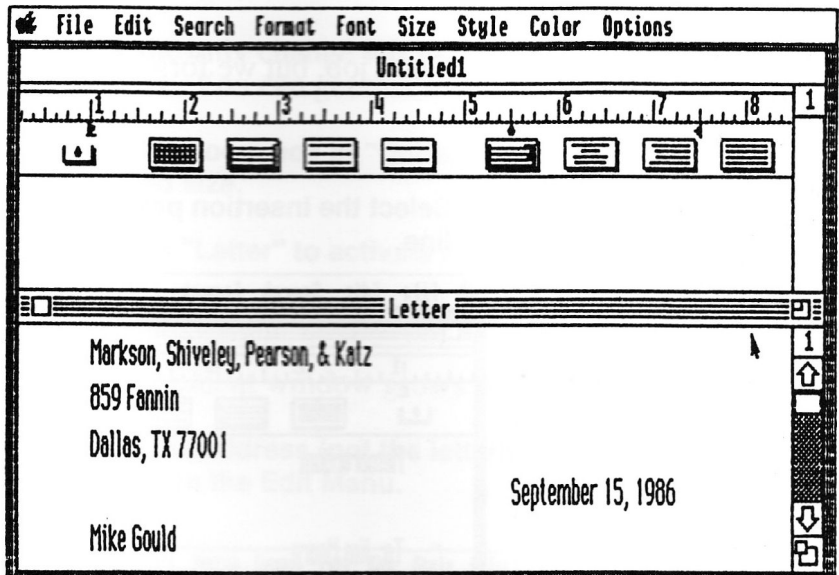 File Edit Search Format Font Size Style Color Options
Untitled1
1 2 3 4 5 6 7 8 1
Letter
1
Markson, Shiveley, Pearson, & Katz
859 Fannin
Dallas, TX 77001
September 15, 1986
Mike Gould